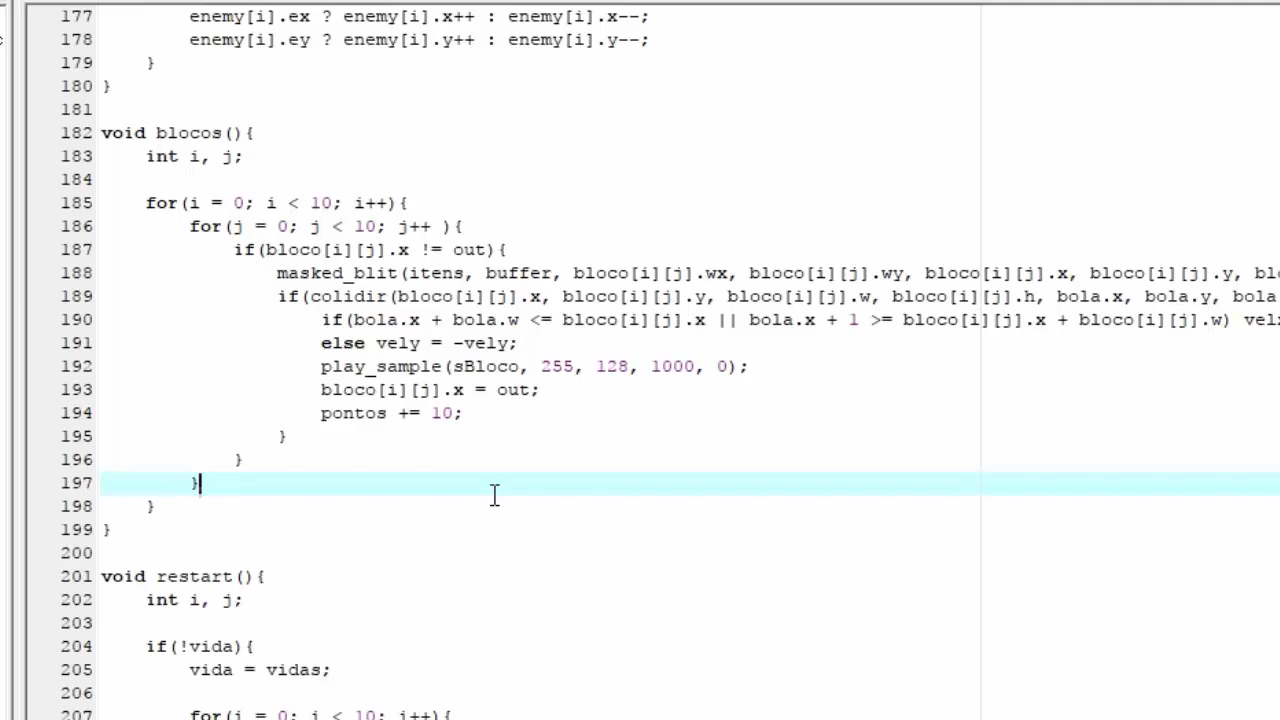 177 enemy[i].ex ? enemy[i].x++ : enemy[i].x--;
178 enemy[i].ey ? enemy[i].y++ : enemy[i].y--;
179 }
180 }
181
182 void blocos(){
183 int i, j;
184
185 for(i = 0; i < 10; i++){
186 for(j = 0; j < 10; j++ ){
187 if(bloco[i][j].x != out){
188 masked_blit(itens, buffer, bloco[i][j].wx, bloco[i][j].wy, bloco[i][j].x, bloco[i][j].y,
189 if(colidir(bloco[i][j].x, bloco[i][j].y, bloco[i][j].w, bloco[i][j].h, bola.x, bola.y, bola
190 if(bola.x + bola.w <= bloco[i][j].x || bola.x + 1 >= bloco[i][j].x + bloco[i][j].w)
191 else vely = -vely;
192 play_sample(sBloco, 255, 128, 1000, 0);
193 bloco[i][j].x = out;
194 pontos += 10;
195 }
196 }
197 }
198 }
199 }
200
201 void restart(){
202 int i, j;
203
204 if(!vida){
205 vida = vidas;
206
207 for(i = 0; i < 10; i++){